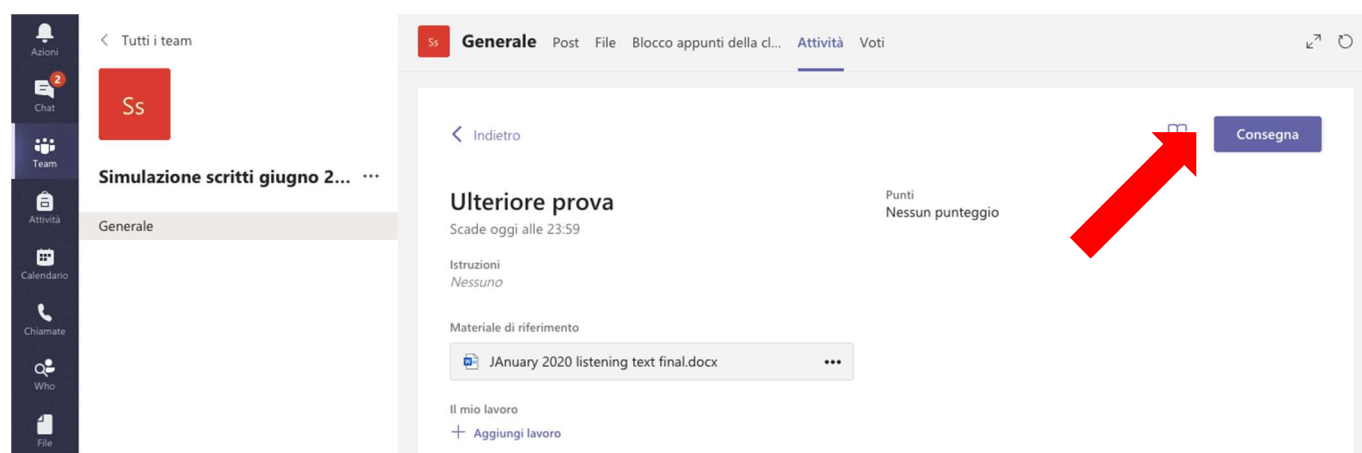 Azioni
2
Chat
Team
Attività
Calendario
Chiamate
Who
File
Tutti i team
Ss
Simulazione scritti giugno 2... ...
Generale
Ss Generale Post File Blocco appunti della cl... Attività Voti
Indietro
Consegna
Ulteriore prova
Scade oggi alle 23:59
Punti
Nessun punteggio
Istruzioni
Nessuno
Materiale di riferimento
JAnuary 2020 listening text final.docx
Il mio lavoro
+ Aggiungi lavoro